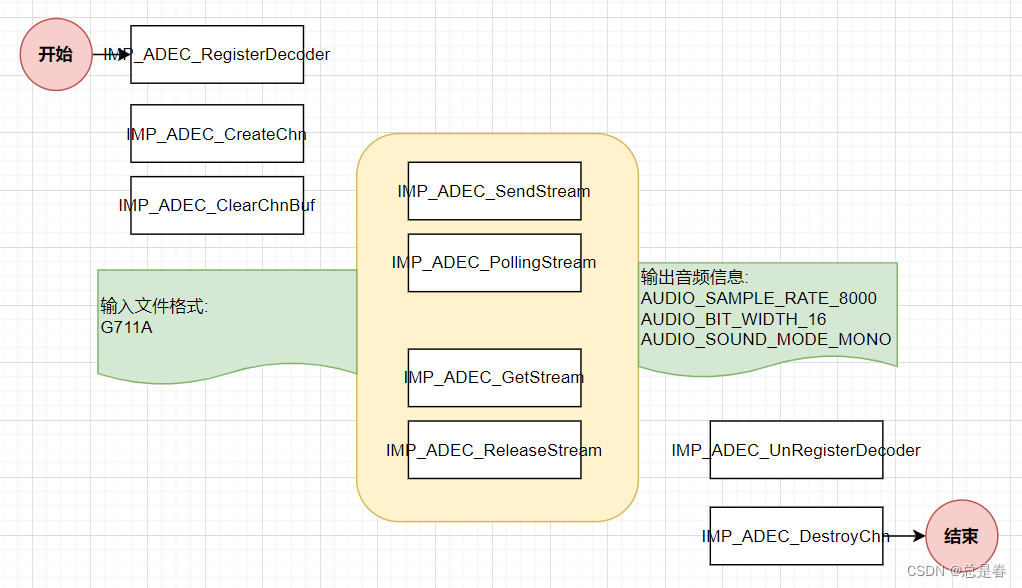 开始
IMP_ADEC_RegisterDecoder
IMP_ADEC_CreateChn
IMP_ADEC_ClearChnBuf
输入文件格式:
G711A
IMP_ADEC_SendStream
IMP_ADEC_PollingStream
IMP_ADEC_GetStream
IMP_ADEC_ReleaseStream
输出音频信息:
AUDIO_SAMPLE_RATE_8000
AUDIO_BIT_WIDTH_16
AUDIO_SOUND_MODE_MONO
IMP_ADEC_UnRegisterDecoder
IMP_ADEC_DestroyChn
结束
CSDN @总是春